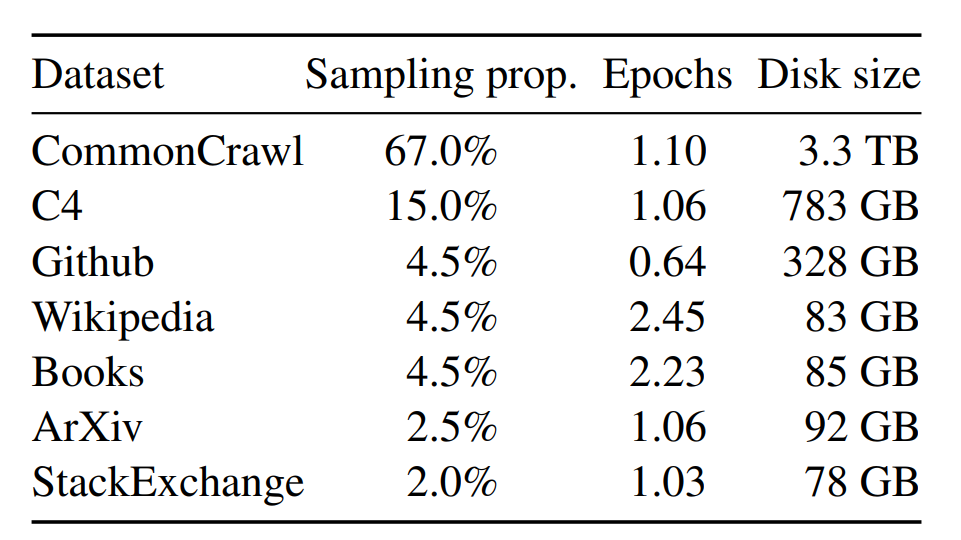 Dataset Sampling prop. Epochs Disk size
CommonCrawl 67.0% 1.10 3.3 TB
C4 15.0% 1.06 783 GB
Github 4.5% 0.64 328 GB
Wikipedia 4.5% 2.45 83 GB
Books 4.5% 2.23 85 GB
ArXiv 2.5% 1.06 92 GB
StackExchange 2.0% 1.03 78 GB